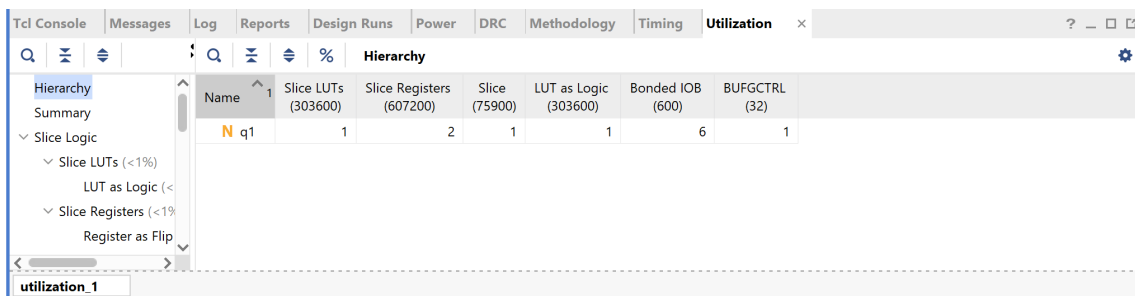 Tcl Console Messages Log Reports Design Runs Power DRC Methodology Timing Utilization × ? _
% Hierarchy
Hierarchy
Summary
Slice Logic
Slice LUTs (<1%)
LUT as Logic (<
Slice Registers (<1%
Register as Flip
Name 1 Slice LUTs (303600) Slice Registers (607200) Slice (75900) LUT as Logic (303600) Bonded IOB (600) BUFGCTRL (32)
N q1 1 2 1 1 6 1
utilization_1